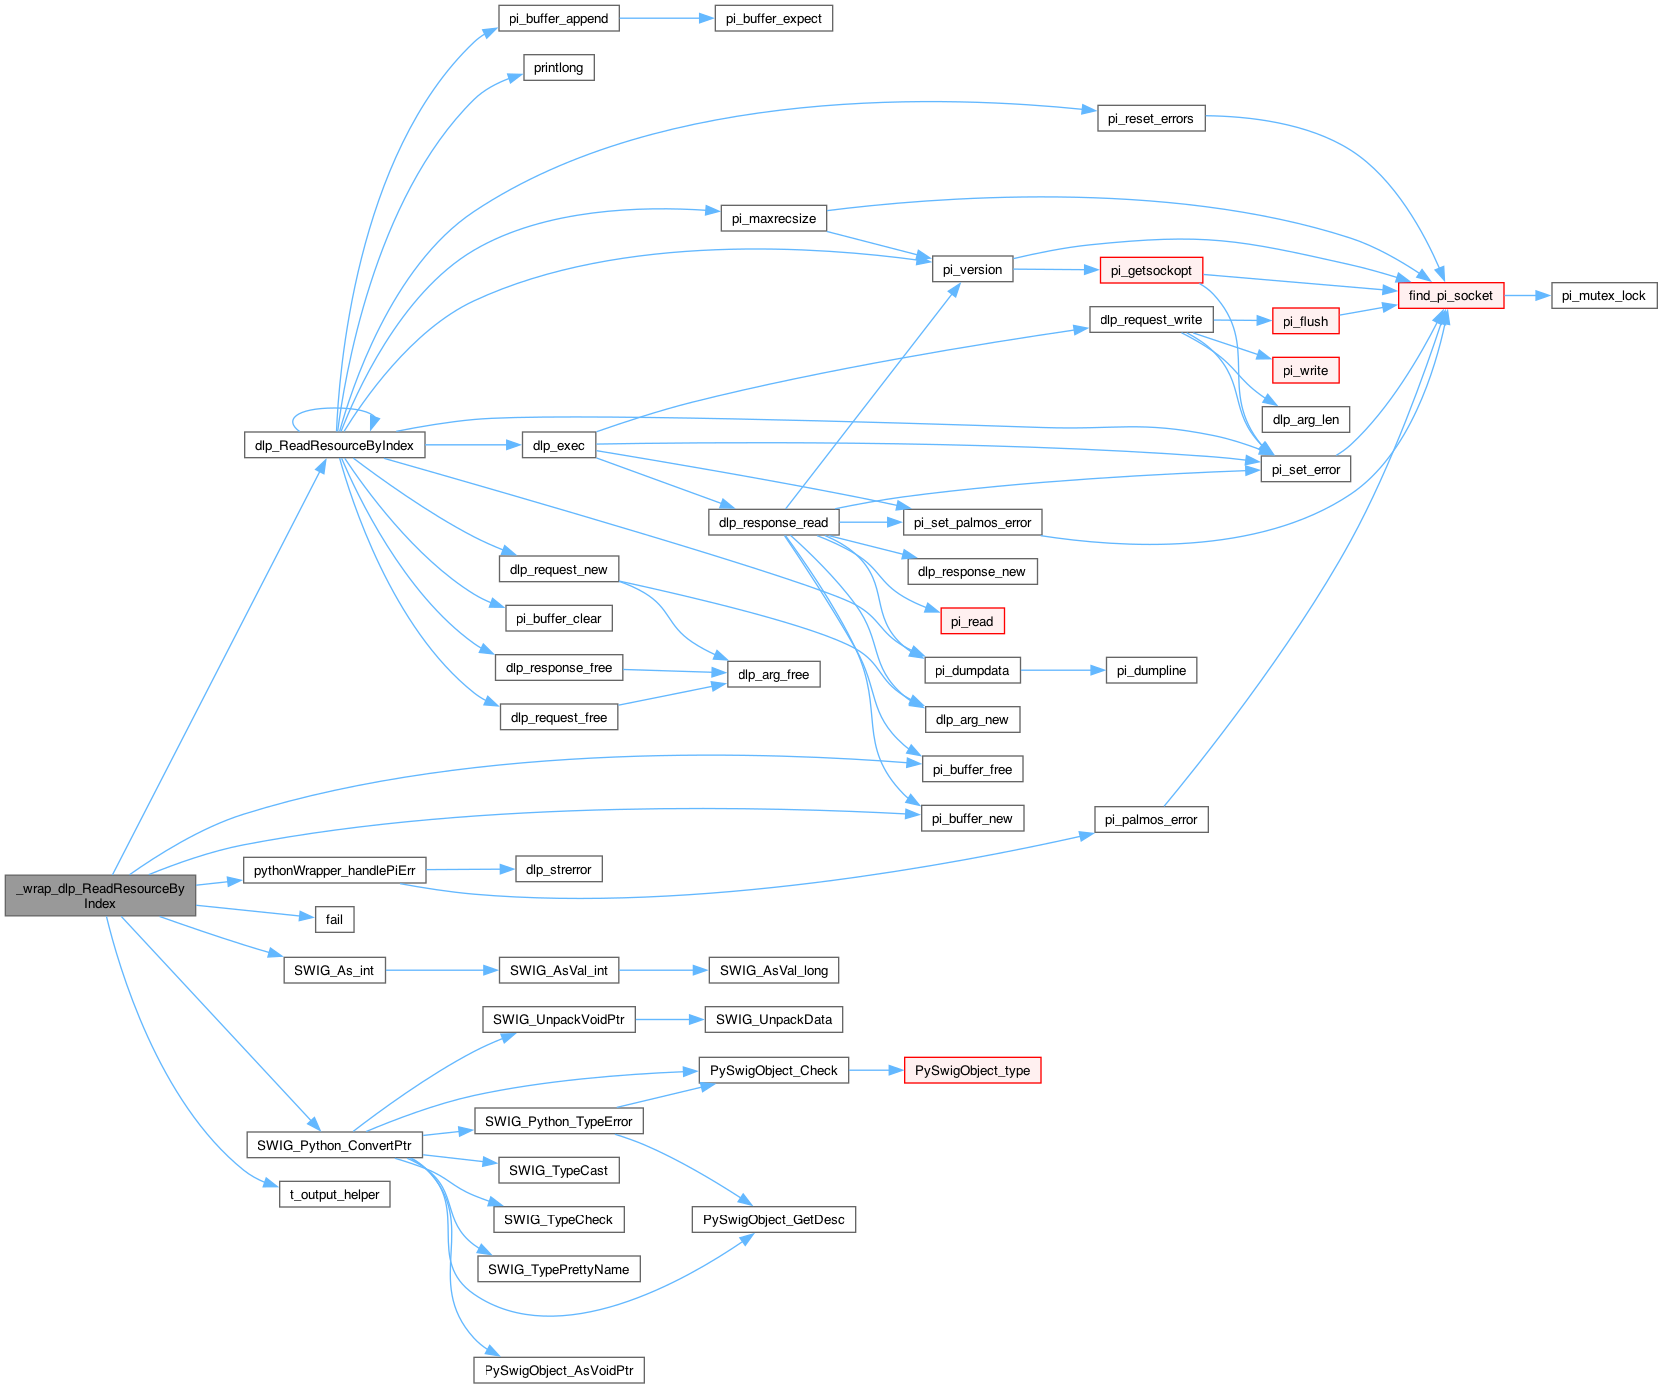 pi_buffer_append
pi_buffer_expect
printlong
pi_reset_errors
pi_maxrecsize
pi_version
pi_getsockopt
find_pi_socket
pi_mutex_lock
dlp_request_write
pi_flush
pi_write
dlp_arg_len
dlp_ReadResourceByIndex
dlp_exec
pi_set_error
dlp_response_read
pi_set_palmos_error
dlp_request_new
dlp_response_new
pi_buffer_clear
pi_read
dlp_response_free
dlp_arg_free
pi_dumpdata
pi_dumpline
dlp_request_free
dlp_arg_new
pi_buffer_free
pi_buffer_new
pi_palmos_error
pythonWrapper_handlePiErr
dlp_strerror
_wrap_dlp_ReadResourceBy
Index
fail
SWIG_As_int
SWIG_AsVal_int
SWIG_AsVal_long
SWIG_UnpackVoidPtr
SWIG_UnpackData
PySwigObject_Check
PySwigObject_type
SWIG_Python_TypeError
SWIG_Python_ConvertPtr
SWIG_TypeCast
t_output_helper
SWIG_TypeCheck
PySwigObject_GetDesc
SWIG_TypePrettyName
PySwigObject_AsVoidPtr